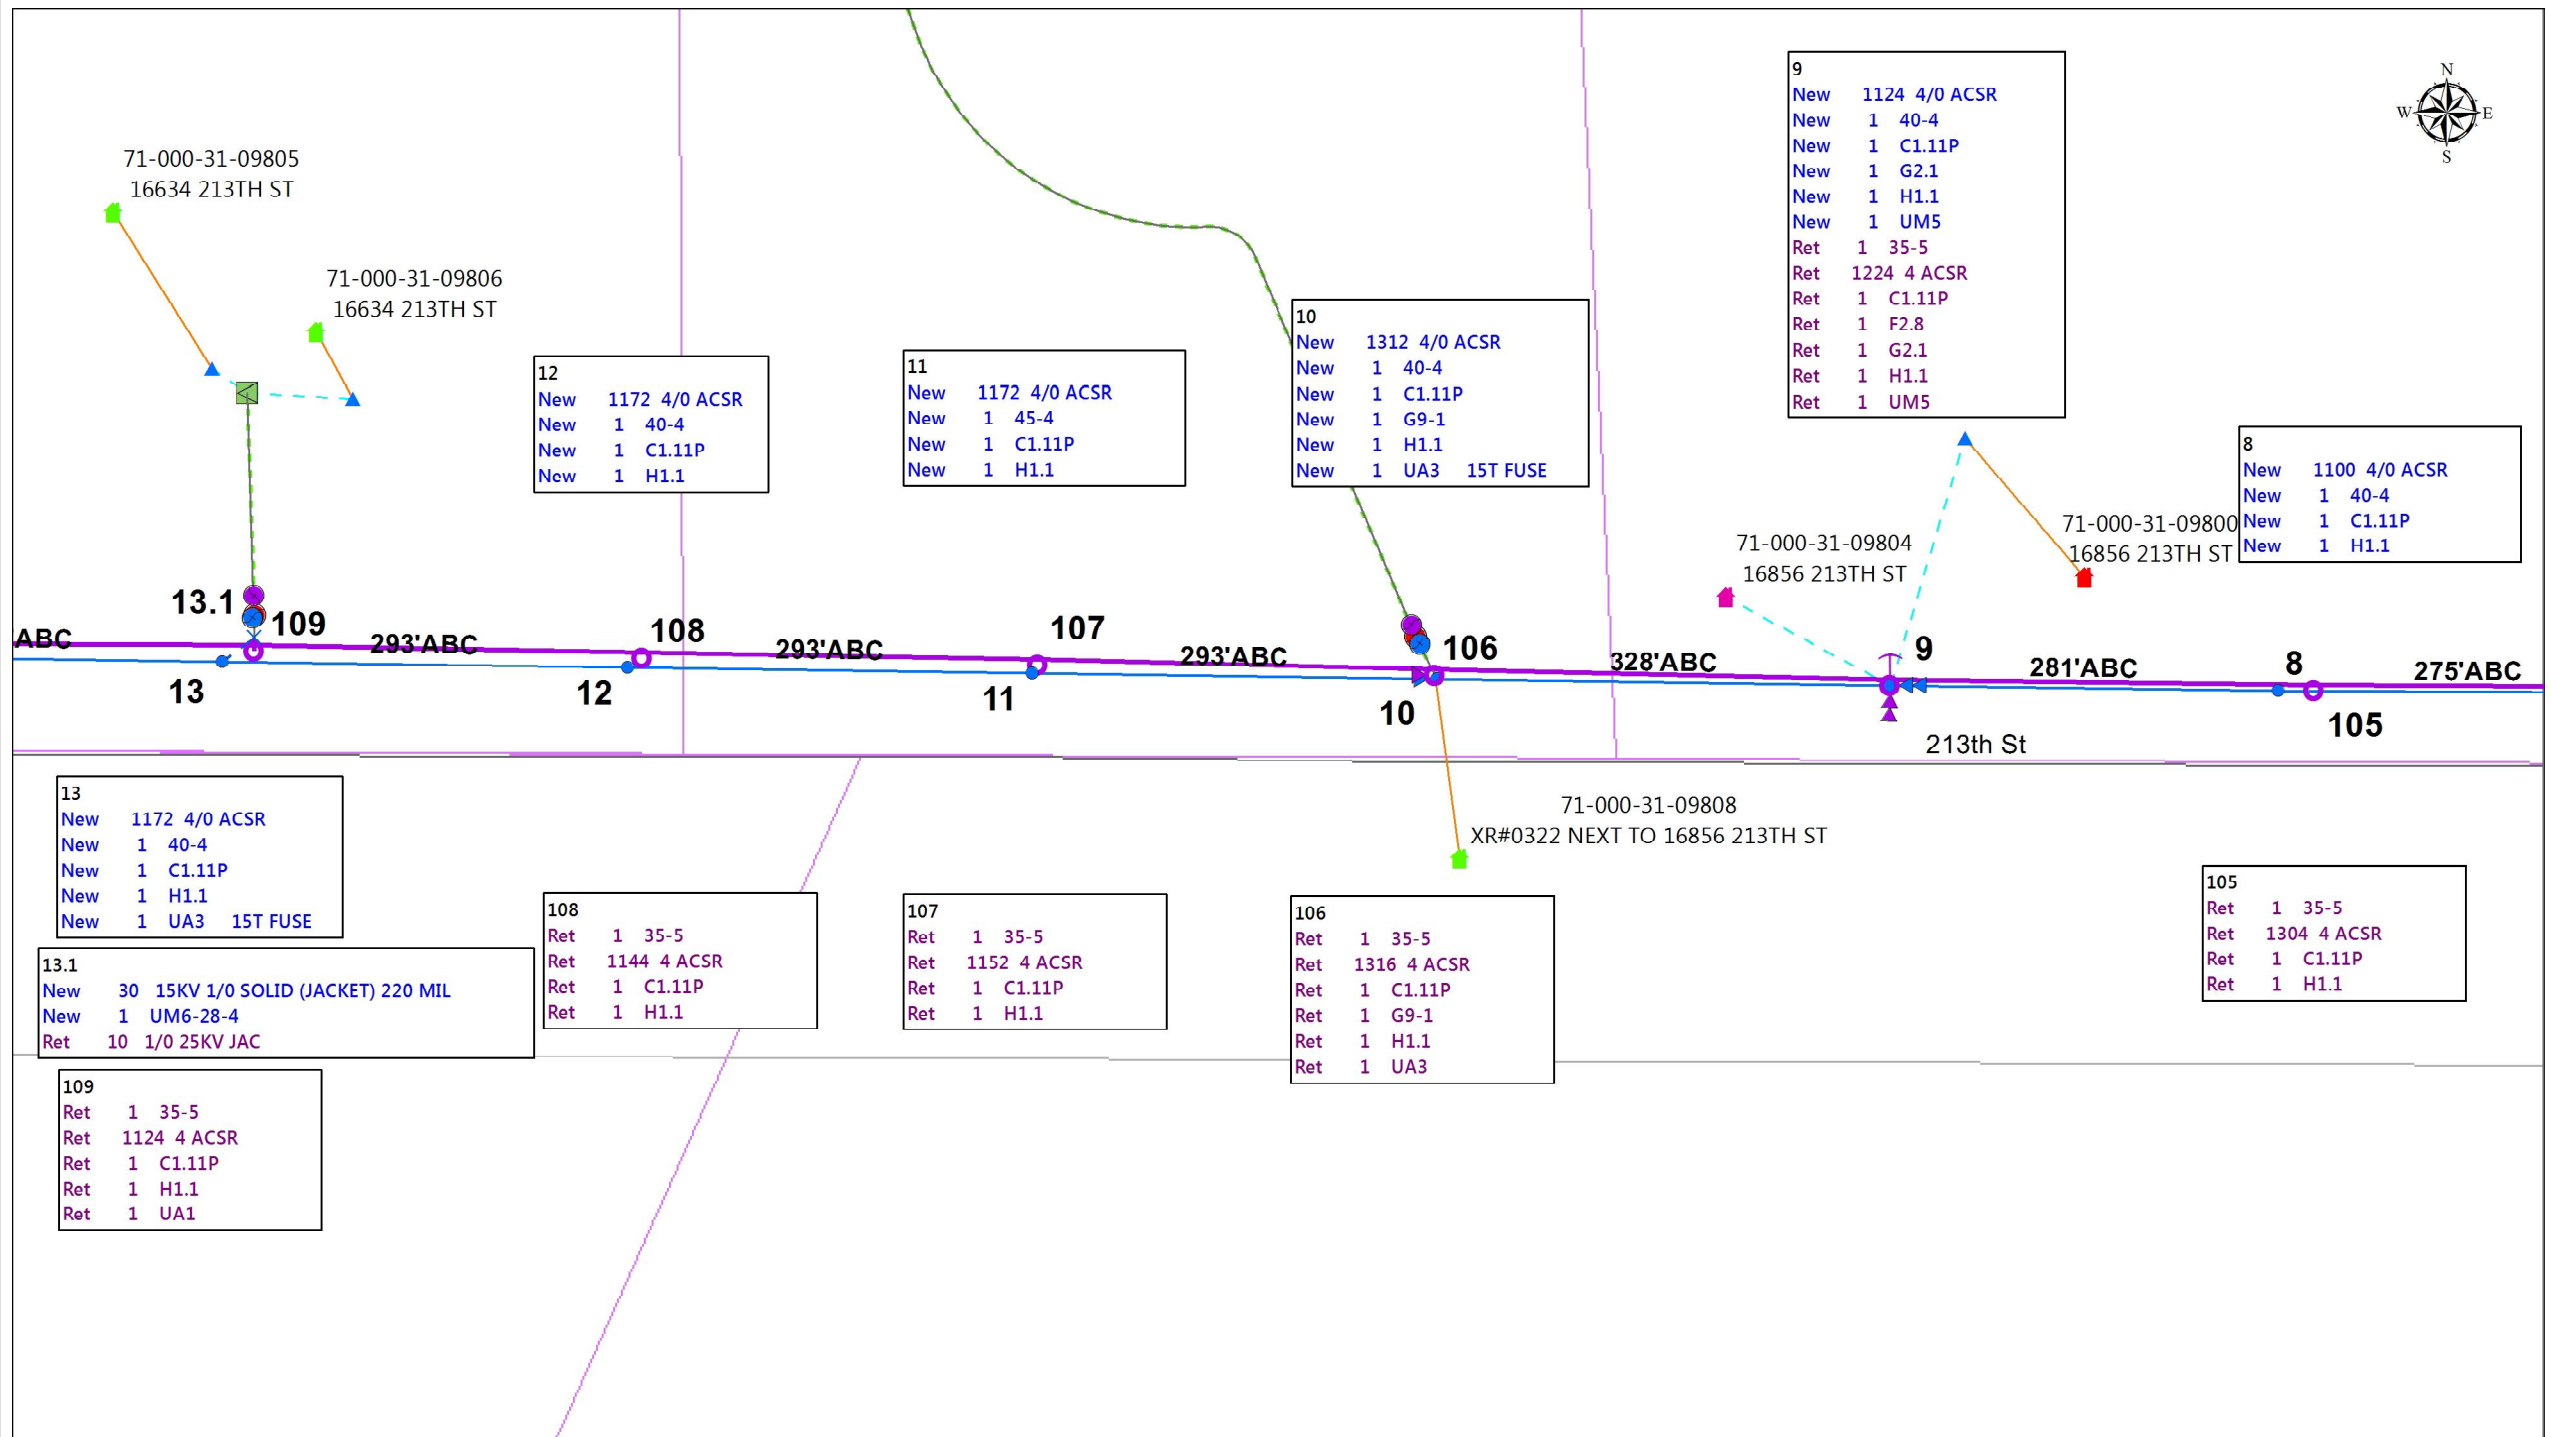 N
W E
S
71-000-31-09805
16634 213TH ST
71-000-31-09806
16634 213TH ST
12
New 1172 4/0 ACSR
New 1 40-4
New 1 C1.11P
New 1 H1.1
11
New 1172 4/0 ACSR
New 1 45-4
New 1 C1.11P
New 1 H1.1
10
New 1312 4/0 ACSR
New 1 40-4
New 1 C1.11P
New 1 G9-1
New 1 H1.1
New 1 UA3 15T FUSE
9
New 1124 4/0 ACSR
New 1 40-4
New 1 C1.11P
New 1 G2.1
New 1 H1.1
New 1 UM5
Ret 1 35-5
Ret 1224 4 ACSR
Ret 1 C1.11P
Ret 1 F2.8
Ret 1 G2.1
Ret 1 H1.1
Ret 1 UM5
8
New 1100 4/0 ACSR
New 1 40-4
New 1 C1.11P
New 1 H1.1
71-000-31-09804
16856 213TH ST
71-000-31-09800
16856 213TH ST
13.1
109
108
107
106
9
8
ABC
293'ABC
293'ABC
293'ABC
328'ABC
281'ABC
275'ABC
13
12
11
10
105
213th St
71-000-31-09808
XR#0322 NEXT TO 16856 213TH ST
13
New 1172 4/0 ACSR
New 1 40-4
New 1 C1.11P
New 1 H1.1
New 1 UA3 15T FUSE
13.1
New 30 15KV 1/0 SOLID (JACKET) 220 MIL
New 1 UM6-28-4
Ret 10 1/0 25KV JAC
109
Ret 1 35-5
Ret 1124 4 ACSR
Ret 1 C1.11P
Ret 1 H1.1
Ret 1 UA1
108
Ret 1 35-5
Ret 1144 4 ACSR
Ret 1 C1.11P
Ret 1 H1.1
107
Ret 1 35-5
Ret 1152 4 ACSR
Ret 1 C1.11P
Ret 1 H1.1
106
Ret 1 35-5
Ret 1316 4 ACSR
Ret 1 C1.11P
Ret 1 G9-1
Ret 1 H1.1
Ret 1 UA3
105
Ret 1 35-5
Ret 1304 4 ACSR
Ret 1 C1.11P
Ret 1 H1.1